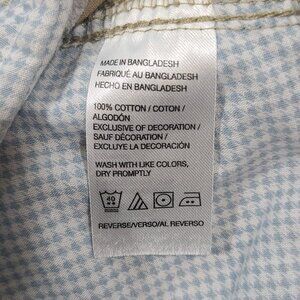 MADE IN BANGLADESH
FABRIQUÉ AU BANGLADESH
HECHO EN BANGLADESH
100% COTTON / COTON /
ALGODÓN
EXCLUSIVE OF DECORATION /
SAUF DÉCORATION /
EXCLUYE LA DECORACIÓN
WASH WITH LIKE COLORS,
DRY PROMPTLY
40
REVERSE/VERSO/AL REVERSO